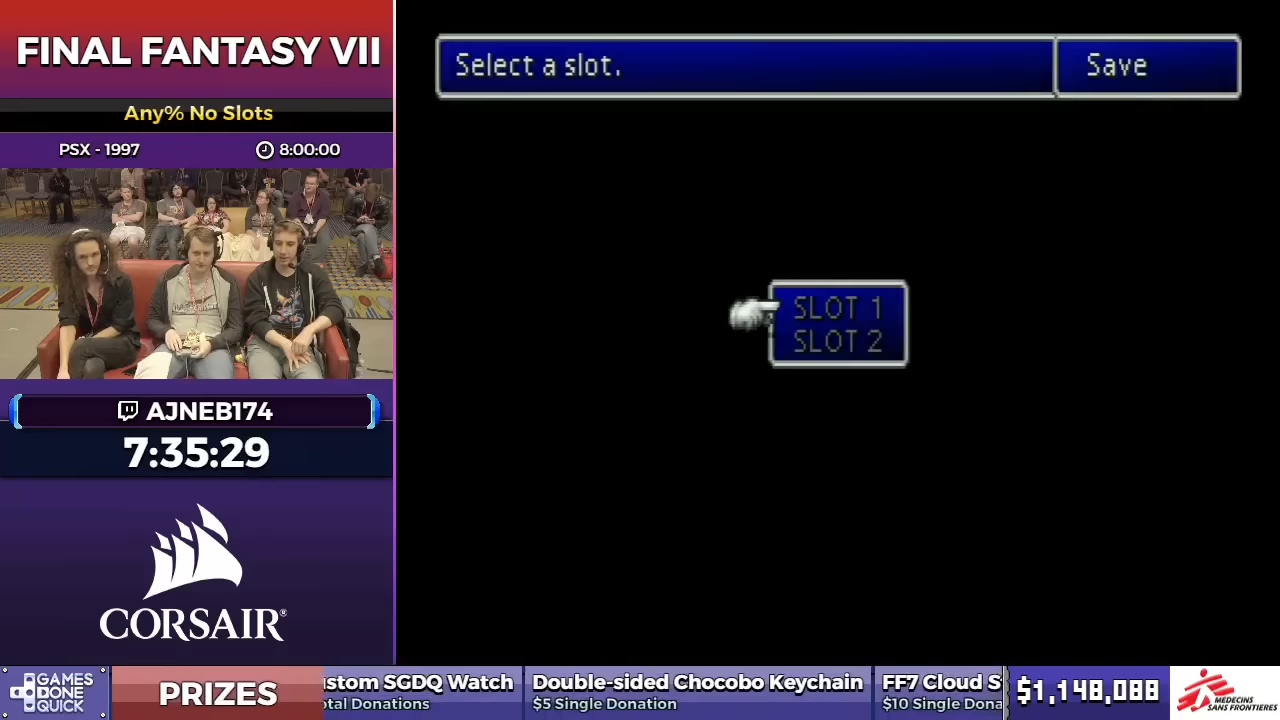 FINAL FANTASY VII
Any% No Slots
PSX - 1997
8:00:00
AJNEB174
7:35:29
CORSAIR®
Select a slot.
Save
SLOT 1
SLOT 2
GAMES
DONE
QUICK
PRIZES
stom SGDQ Watch
otal Donations
Double-sided Chocobo Keychain
$5 Single Donation
FF7 Cloud S
$10 Single Dona
$1,148,088
MEDECINS
SANS FRONTIERES